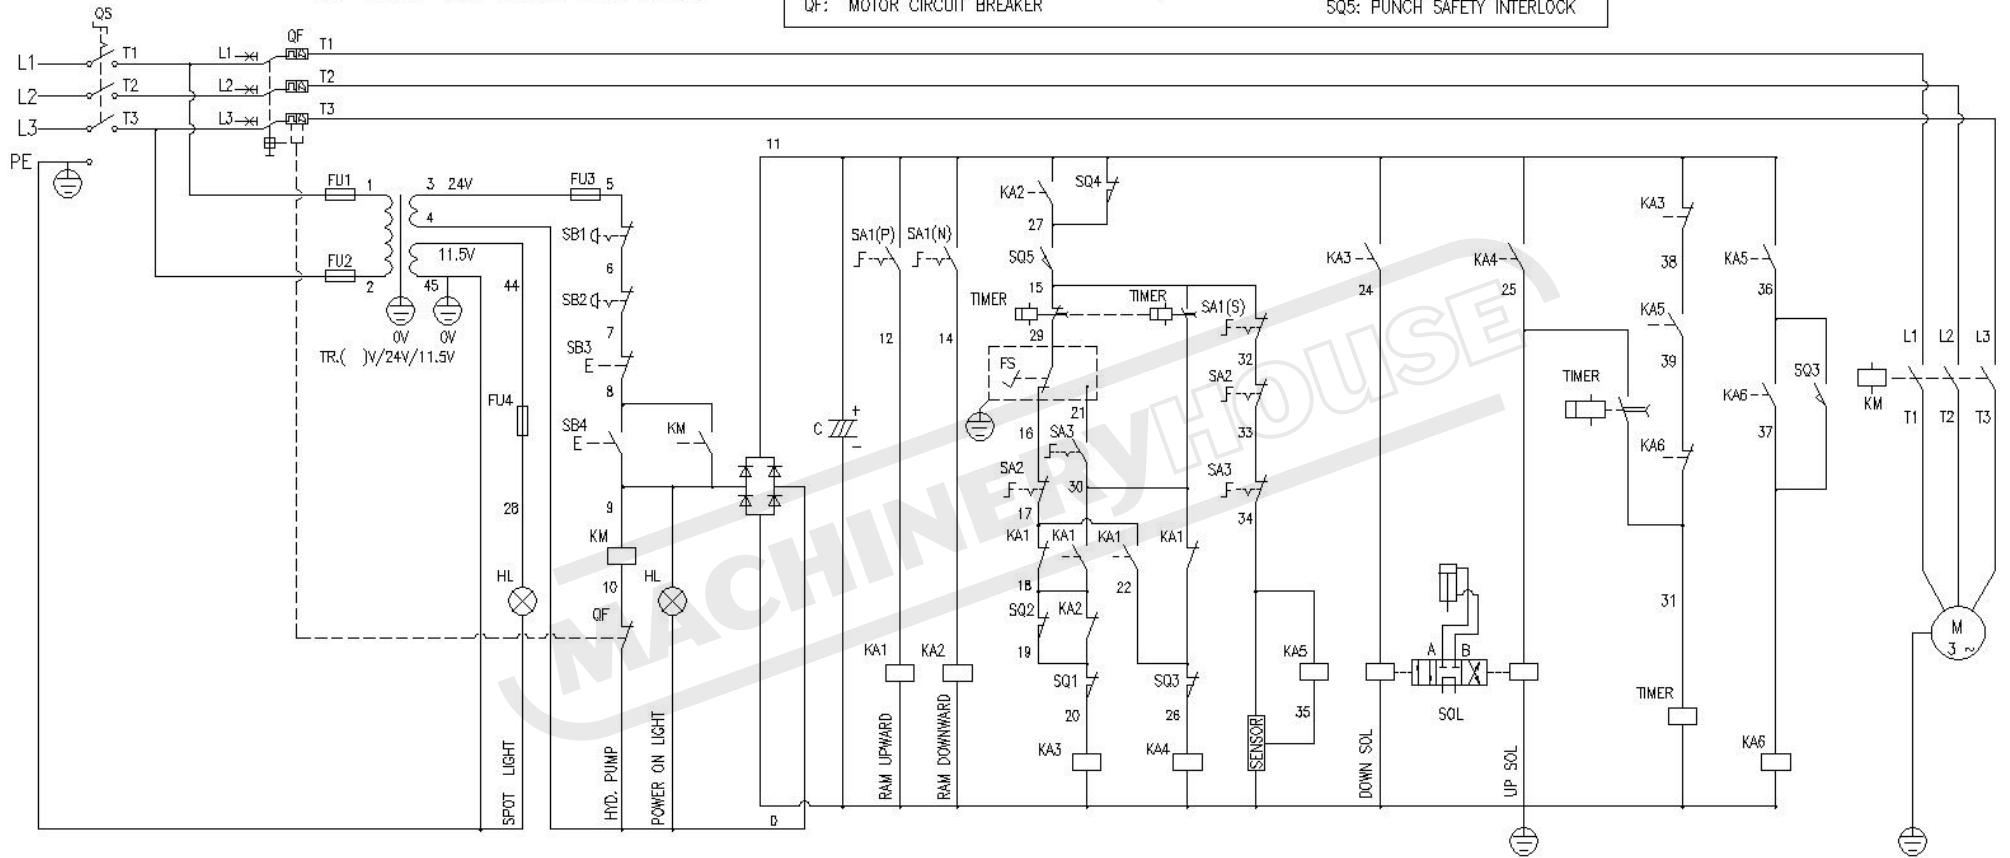 QF: MOTOR CIRCUIT BREAKER
SQ5: PUNCH SAFETY INTERLOCK
QS
L1
T1
L1
QF
T1
L2
T2
L2
T2
L3
T3
L3
T3
PE
11
FU1
1
3
24V
FU3
5
4
KA2
SQ4
KA3
27
SB1
SA1(P)
SA1(N)
FU2
11.5V
SQ5
KA3
KA4
38
KA5
2
45
44
6
15
24
25
36
SB2
TIMER
TIMER
SA1(S)
KA5
0V
0V
7
12
14
29
L1
L2
L3
TR.( )V/24V/11.5V
SB3
FS
32
39
SQ3
8
SA2
TIMER
KA6
KM
FU4
21
T1
T2
T3
SB4
KM
C
+
−
16
SA3
33
37
KA6
SA2
30
SA3
28
9
17
34
KM
KA1
KA1
KA1
KA1
HL
10
HL
18
22
31
QF
SQ2
KA2
M
3 ~
19
KA1
KA2
KA5
A
B
SQ1
SQ3
TIMER
20
26
35
SOL
KA3
KA4
KA6
SPOT LIGHT
HYD. PUMP
POWER ON LIGHT
RAM UPWARD
RAM DOWNWARD
SENSOR
DOWN SOL
UP SOL
0
MACHINERYHOUSE